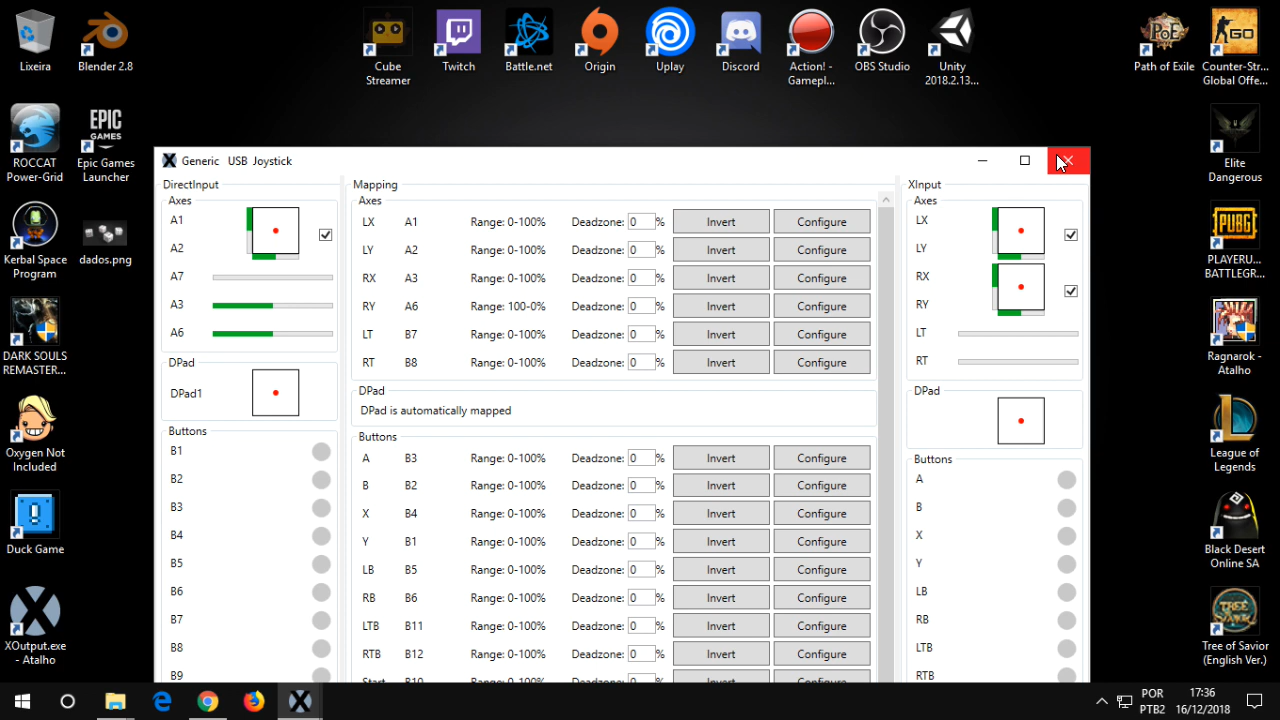 Lixeira
Blender 2.8
Cube
Streamer
Twitch
Battle.net
Origin
Uplay
Discord
Action! -
Gamepl...
OBS Studio
Unity
2018.2.13...
Path of Exile
Counter-Str...
Global Offe...
ROCCAT
Power-Grid
EPIC
GAMES
Epic Games
Launcher
Elite
Dangerous
Kerbal Space
Program
dados.png
PUBG
PLAYERU...
BATTLEGR...
DARK SOULS
REMASTER...
Ragnarok -
Atalho
Oxygen Not
Included
League of
Legends
Duck Game
Black Desert
Online SA
XOutput.exe
- Atalho
Tree of Savior
(English Ver.)
Generic USB Joystick
DirectInput
Axes
A1
A2
A7
A3
A6
DPad
DPad1
Buttons
B1
B2
B3
B4
B5
B6
B7
B8
B9
Mapping
Axes
LX A1 Range: 0-100% Deadzone: 0 % Invert Configure
LY A2 Range: 0-100% Deadzone: 0 % Invert Configure
RX A3 Range: 0-100% Deadzone: 0 % Invert Configure
RY A6 Range: 100-0% Deadzone: 0 % Invert Configure
LT B7 Range: 0-100% Deadzone: 0 % Invert Configure
RT B8 Range: 0-100% Deadzone: 0 % Invert Configure
DPad
DPad is automatically mapped
Buttons
A B3 Range: 0-100% Deadzone: 0 % Invert Configure
B B2 Range: 0-100% Deadzone: 0 % Invert Configure
X B4 Range: 0-100% Deadzone: 0 % Invert Configure
Y B1 Range: 0-100% Deadzone: 0 % Invert Configure
LB B5 Range: 0-100% Deadzone: 0 % Invert Configure
RB B6 Range: 0-100% Deadzone: 0 % Invert Configure
LTB B11 Range: 0-100% Deadzone: 0 % Invert Configure
RTB B12 Range: 0-100% Deadzone: 0 % Invert Configure
Start B10 Range: 0-100% Deadzone: 0 % Invert Configure
XInput
Axes
LX
LY
RX
RY
LT
RT
DPad
Buttons
A
B
X
Y
LB
RB
LTB
RTB
POR
PTB2
17:36
16/12/2018